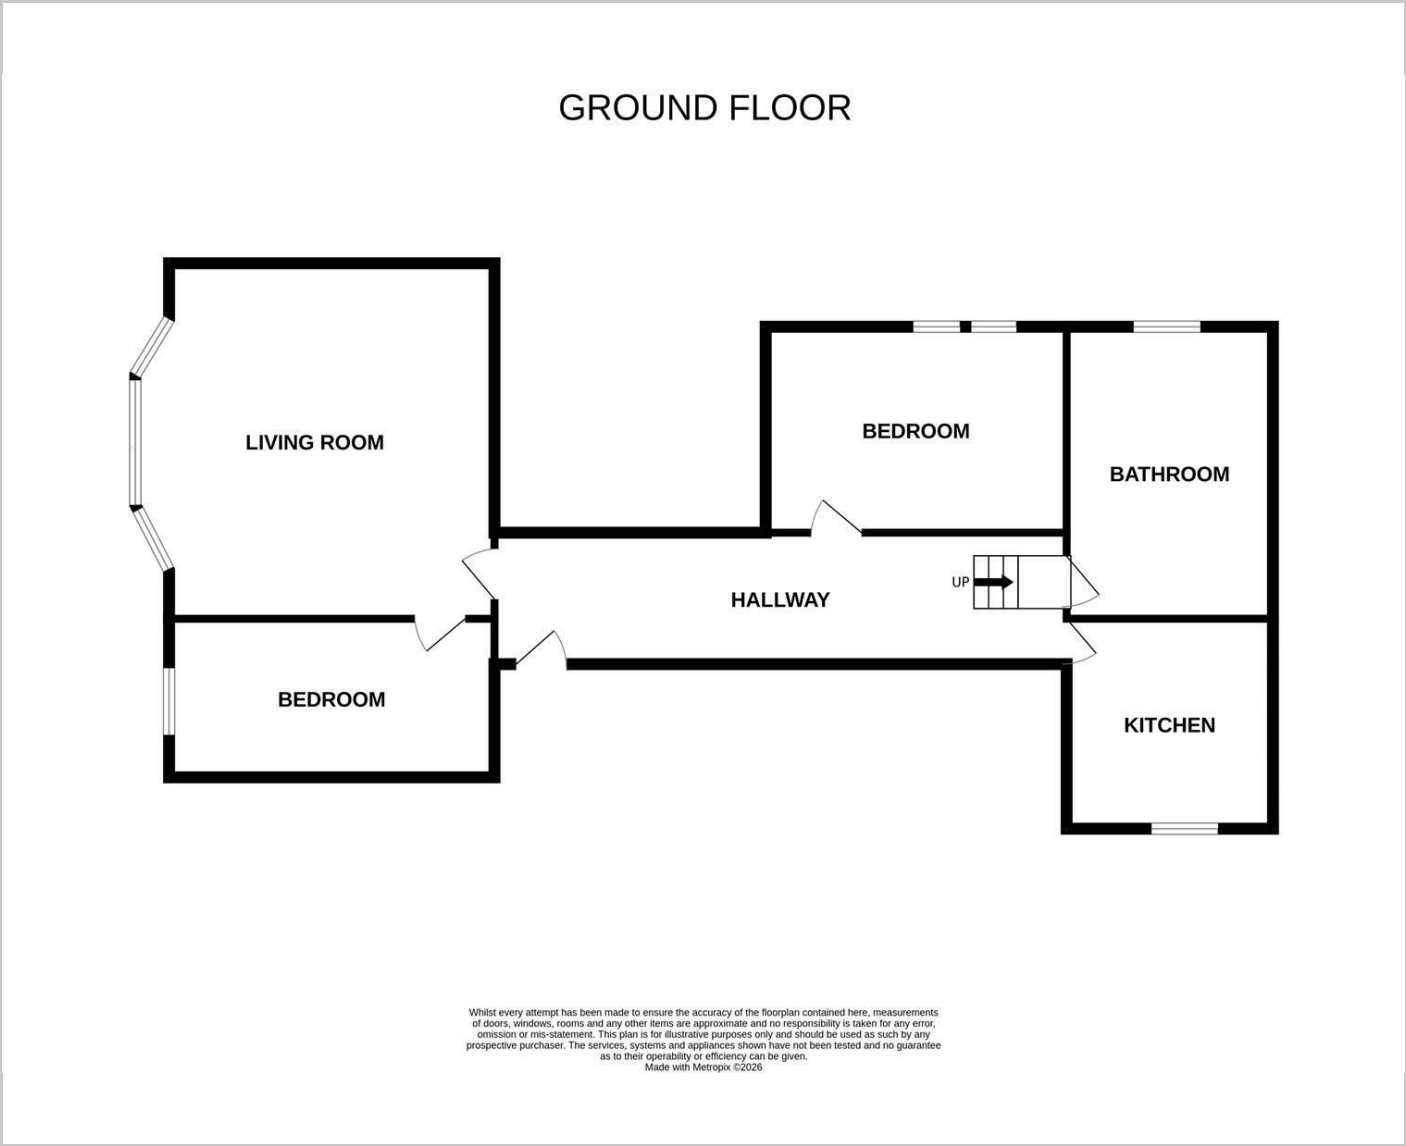 GROUND FLOOR
LIVING ROOM
BEDROOM
BATHROOM
UP
HALLWAY
BEDROOM
KITCHEN
Whilst every attempt has been made to ensure the accuracy of the floorplan contained here, measurements
of doors, windows, rooms and any other items are approximate and no responsibility is taken for any error,
omission or mis-statement. This plan is for illustrative purposes only and should be used as such by any
prospective purchaser. The services, systems and appliances shown have not been tested and no guarantee
as to their operability or efficiency can be given.
Made with Metropix ©2026